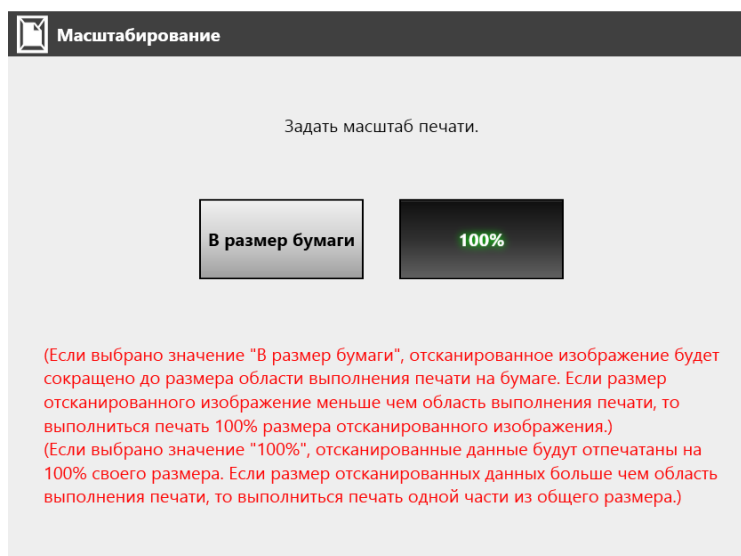 Масштабирование
Задать масштаб печати.
В размер бумаги
100%
(Если выбрано значение "В размер бумаги", отсканированное изображение будет
сокращено до размера области выполнения печати на бумаге. Если размер
отсканированного изображение меньше чем область выполнения печати, то
выполниться печать 100% размера отсканированного изображения.)
(Если выбрано значение "100%", отсканированные данные будут отпечатаны на
100% своего размера. Если размер отсканированных данных больше чем область
выполнения печати, то выполниться печать одной части из общего размера.)